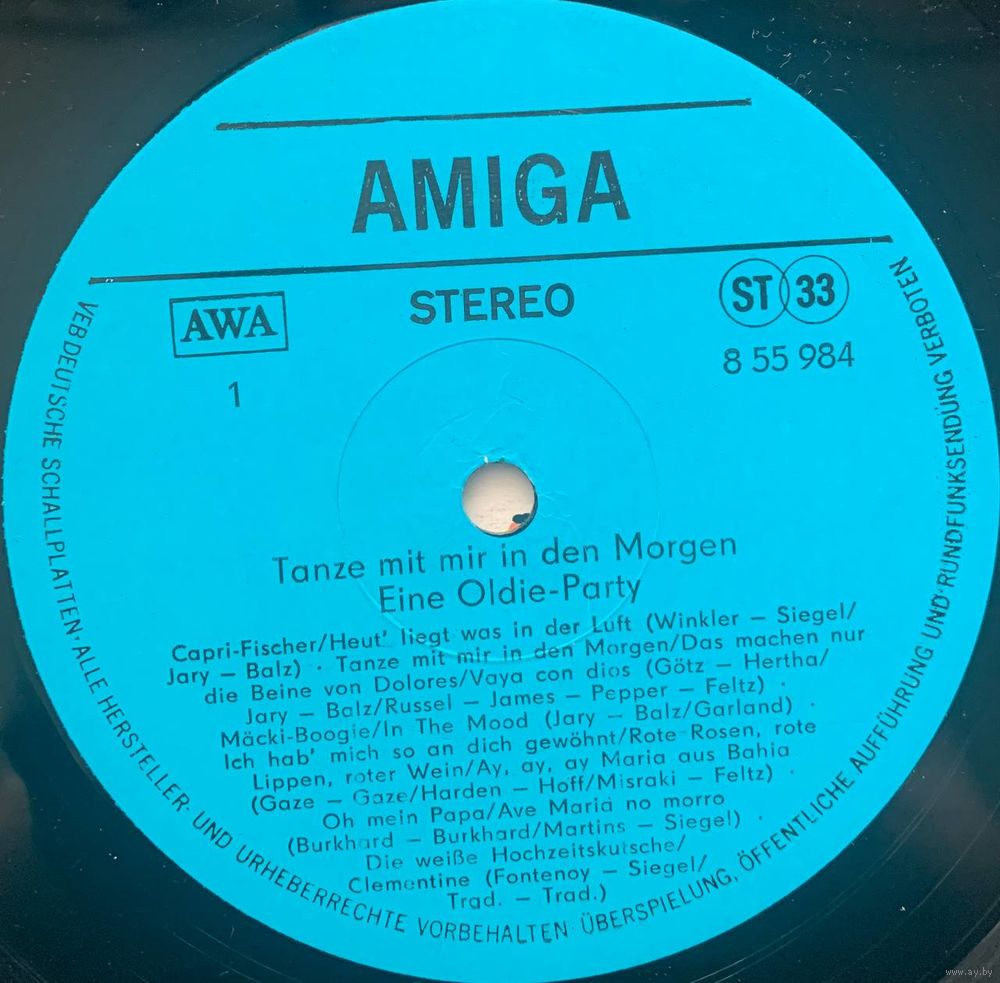 AMIGA
AWA
STEREO
ST 33
8 55 984
1
Tanze mit mir in den Morgen
Eine Oldie-Party
Capri-Fischer/Heut' liegt was in der Luft (Winkler – Siegel/
Jary – Balz) · Tanze mit mir in den Morgen/Das machen nur
die Beine von Dolores/Vaya con dios (Götz – Hertha/
Jary – Balz/Russel – James – Pepper – Feltz) ·
Mäcki-Boogie/In The Mood (Jary – Balz/Garland) ·
Ich hab' mich so an dich gewöhnt/Rote Rosen, rote
Lippen, roter Wein/Ay, ay, ay Maria aus Bahia
(Gaze – Gaze/Harden – Hoff/Misraki – Feltz) ·
Oh mein Papa/Ave Maria no morro
(Burkhard – Burkhard/Martins – Siegel) ·
Die weiße Hochzeitskutsche/
Clementine (Fontenoy – Siegel/
Trad. – Trad.)
VEB DEUTSCHE SCHALLPLATTEN · ALLE HERSTELLER- UND URHEBERRECHTE VORBEHALTEN · ÜBERSPIELUNG, ÖFFENTLICHE AUFFÜHRUNG UND RUNDFUNKSENDUNG VERBOTEN
www.ay.by